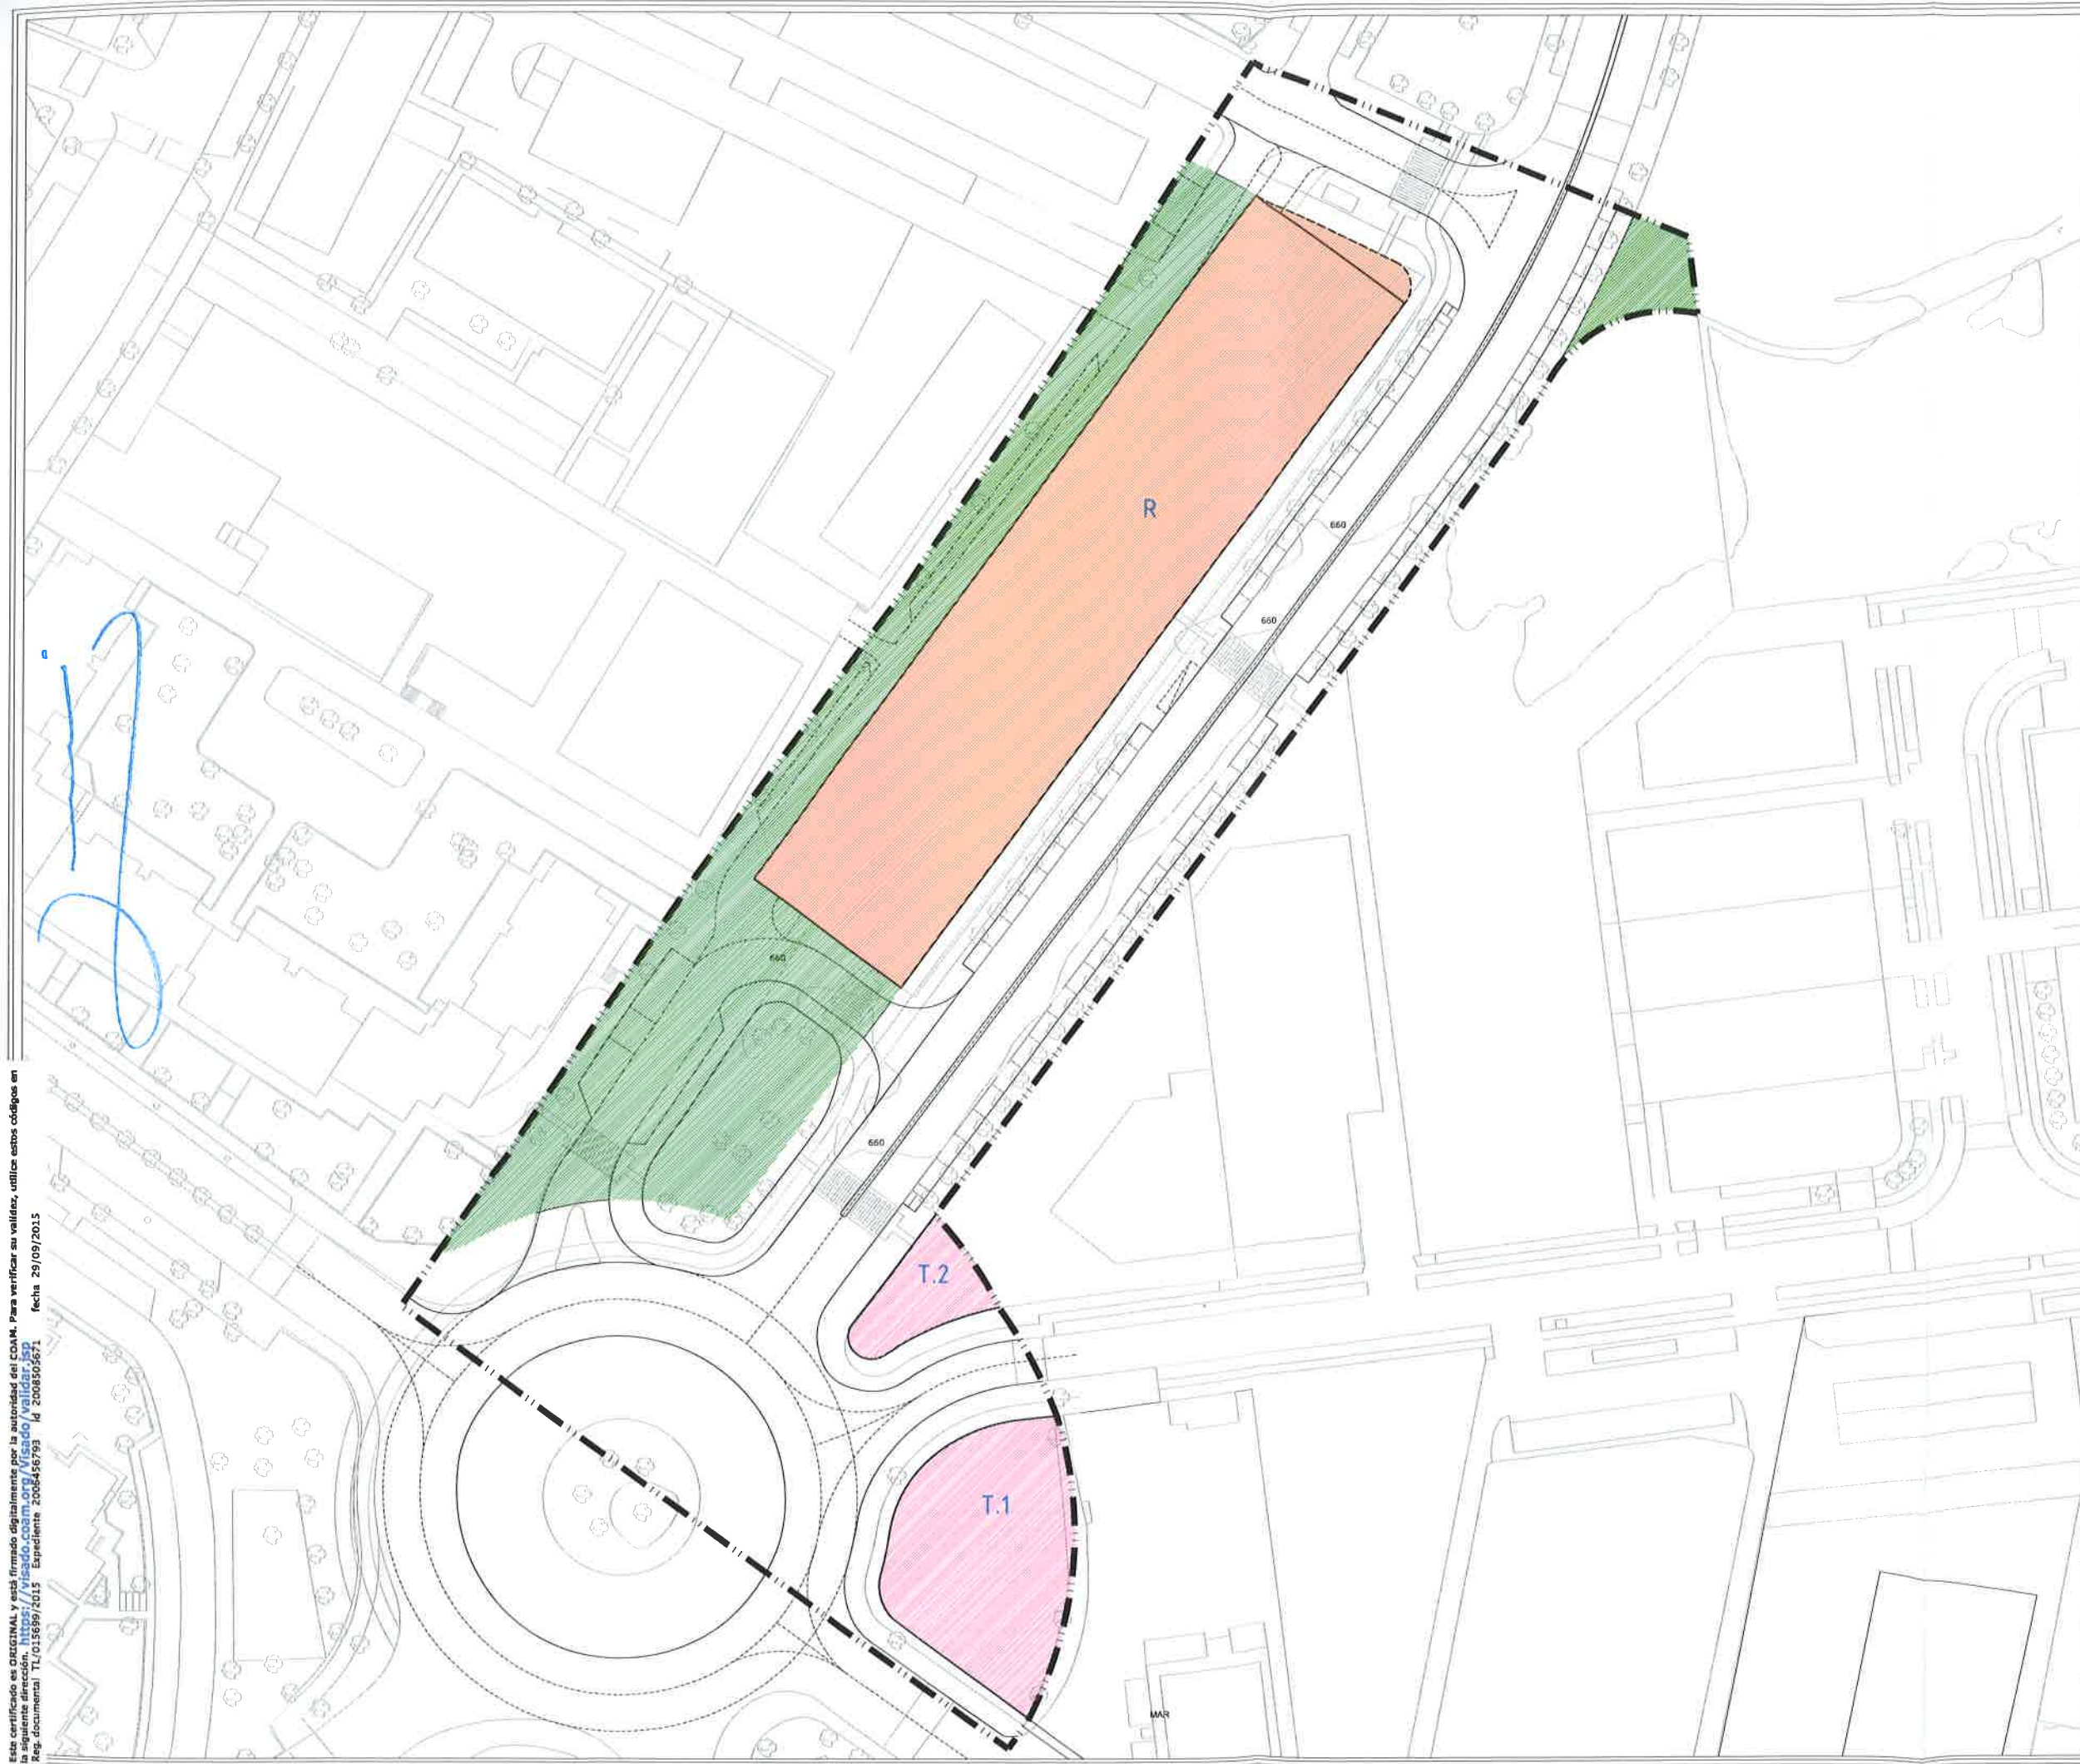 R
660
660
660
660
T.2
T.1
MAR
Este certificado es ORIGINAL y está firmado digitalmente por la autoridad del COAM. Para verificar su validez, utilice estos códigos en
la siguiente dirección. https://visado.coam.org/Visado/validar.jsp
Reg. documental TL/015699/2015 Expediente 2006456793 id 2008505671 fecha 29/09/2015